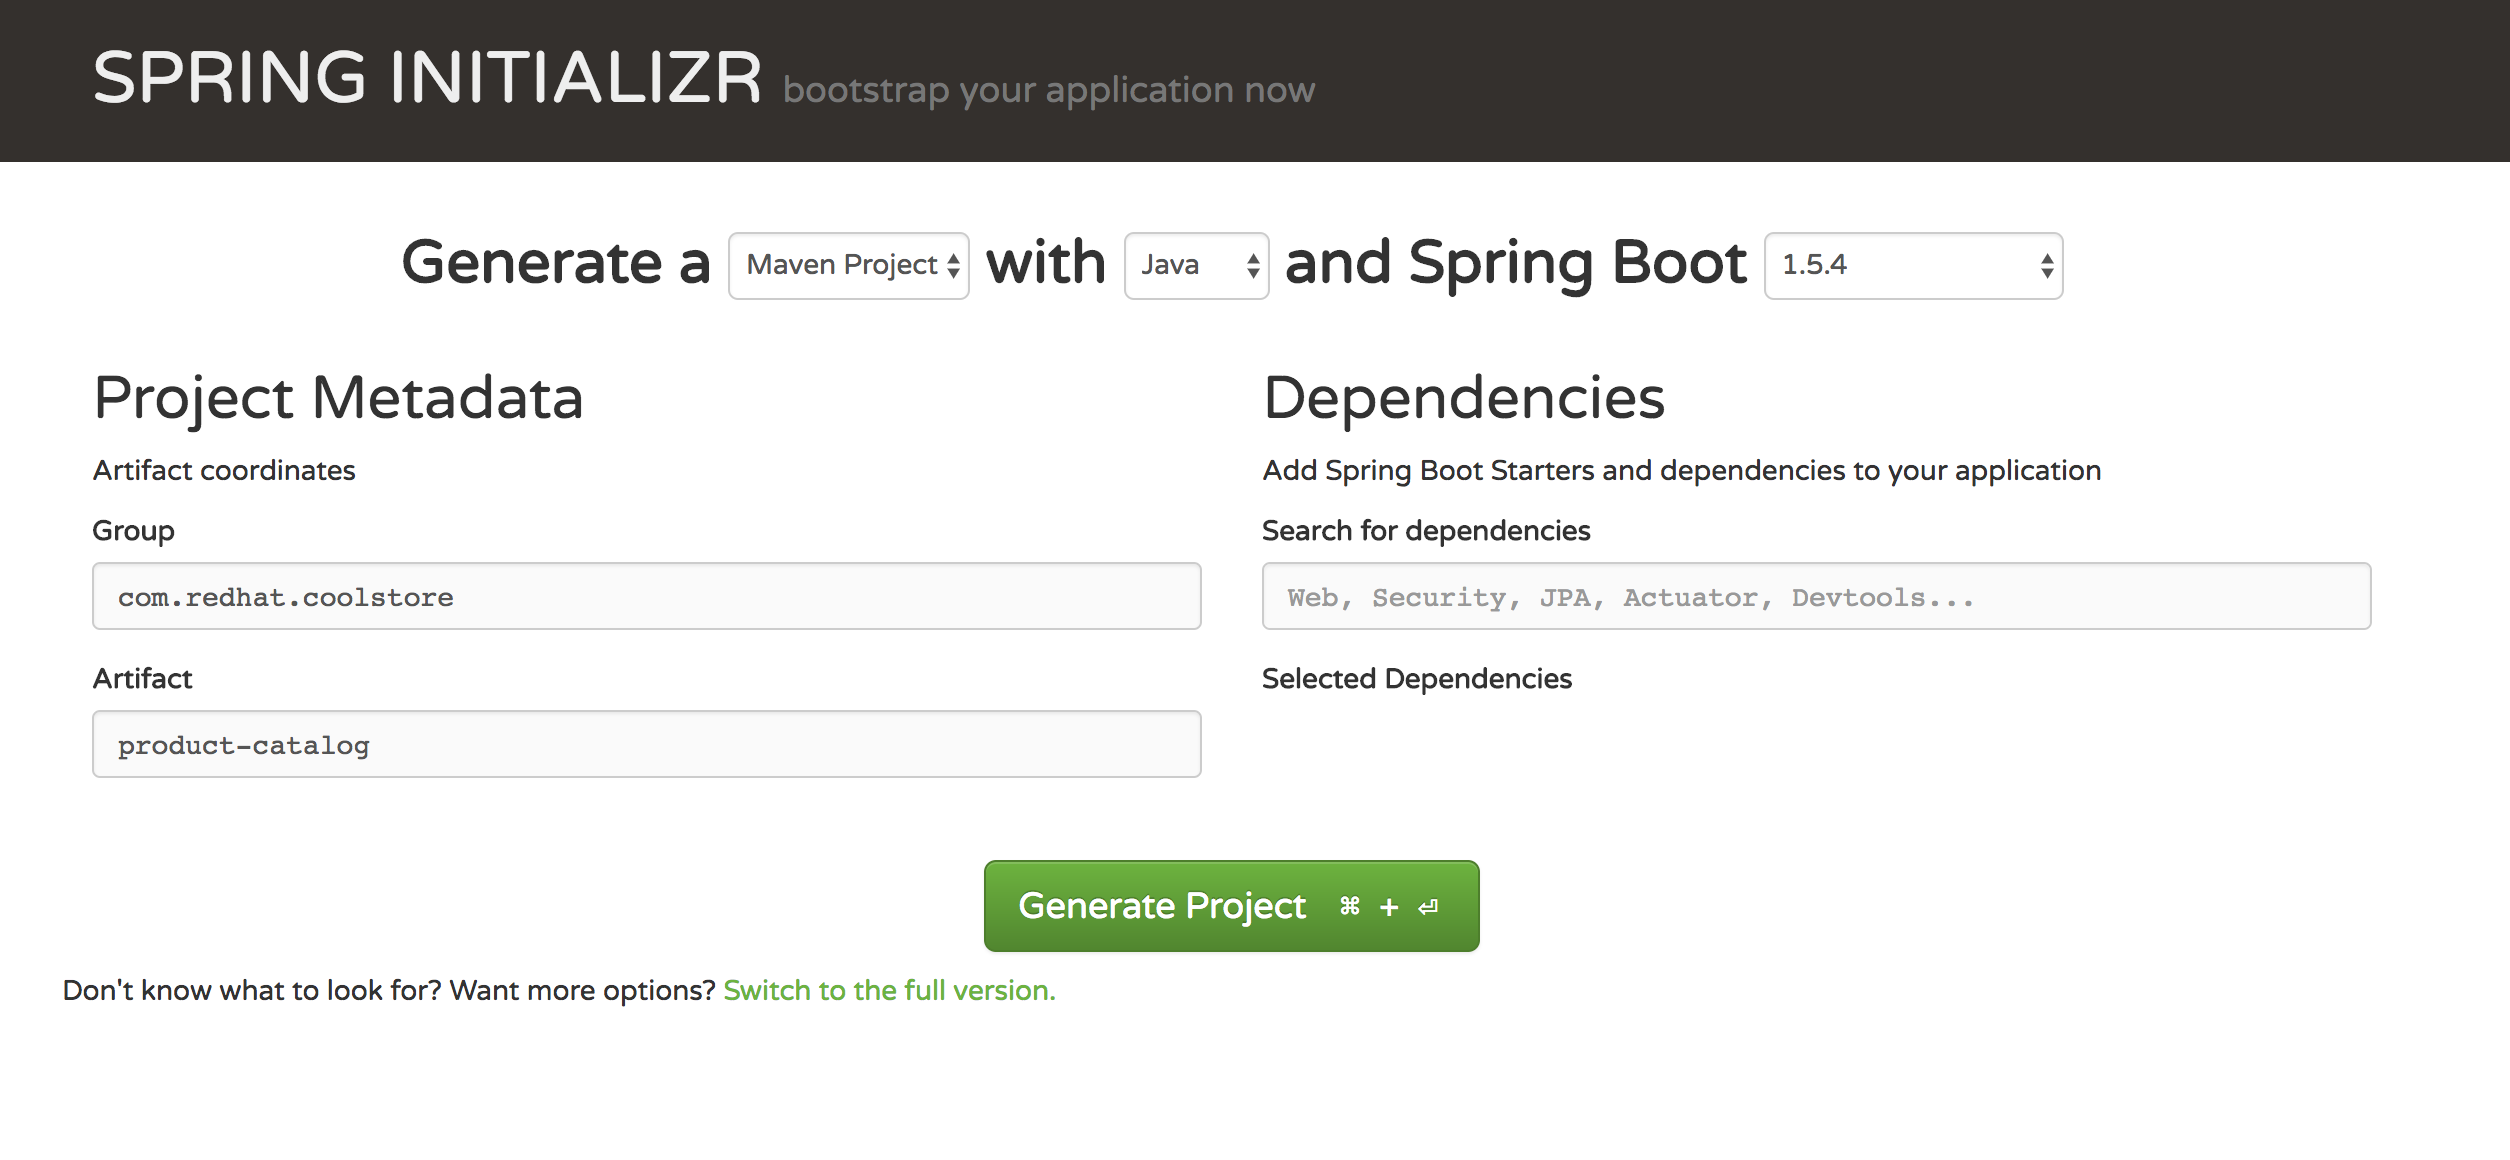 SPRING INITIALIZR bootstrap your application now
Generate a Maven Project with Java and Spring Boot 1.5.4
Project Metadata
Artifact coordinates
Group
com.redhat.coolstore
Artifact
product-catalog
Dependencies
Add Spring Boot Starters and dependencies to your application
Search for dependencies
Web, Security, JPA, Actuator, Devtools...
Selected Dependencies
Generate Project ⌘ + ⏎
Don't know what to look for? Want more options? Switch to the full version.